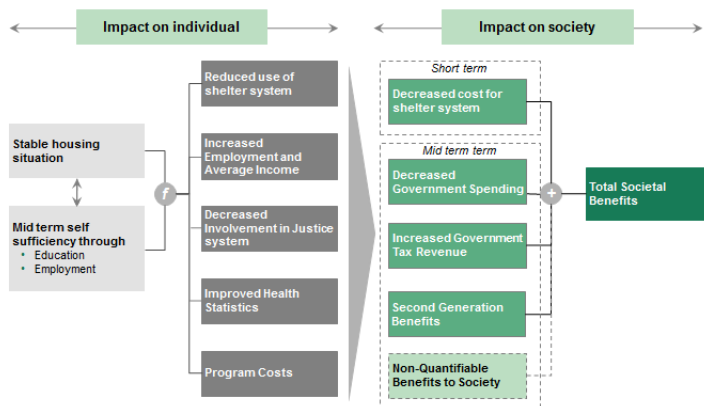 Impact on individual
Impact on society
Stable housing
situation
Mid term self
sufficiency through
• Education
• Employment
f
Reduced use of
shelter system
Increased
Employment and
Average Income
Decreased
Involvement in Justice
system
Improved Health
Statistics
Program Costs
Short term
Decreased cost for
shelter system
Mid term term
Decreased
Government Spending
Increased Government
Tax Revenue
Second Generation
Benefits
Non-Quantifiable
Benefits to Society
+
Total Societal
Benefits